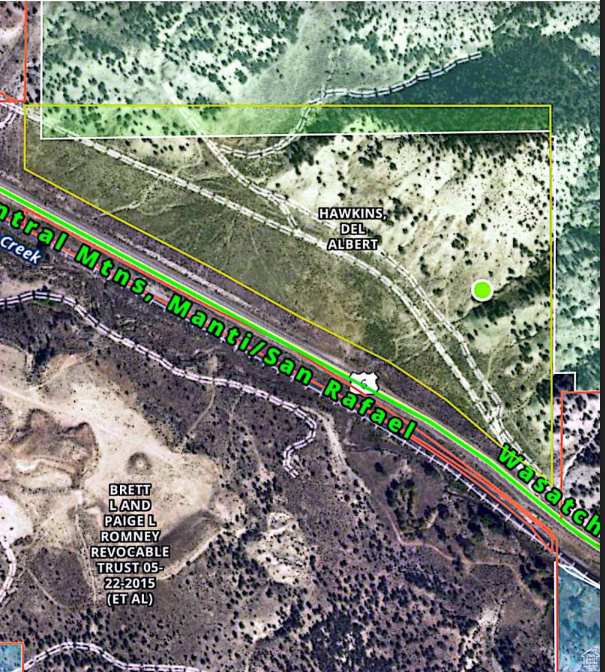 HAWKINS,
DEL
ALBERT
Creek
ntral Mtns, Manti/San Rafael
6
Wasatch
BRETT
L AND
PAIGE L
ROMNEY
REVOCABLE
TRUST 05-
22-2015
(ET AL)